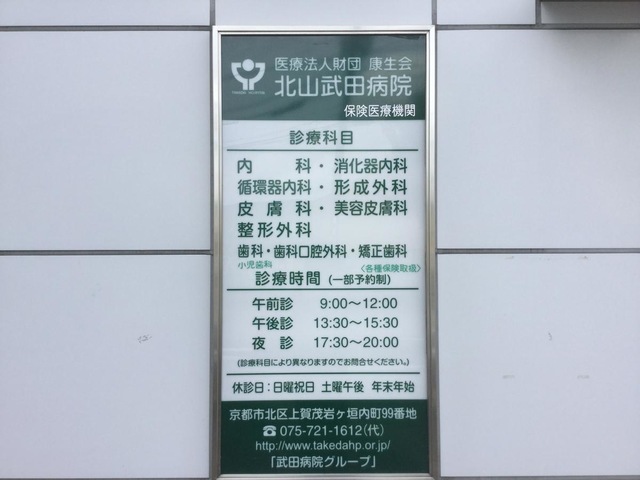 医療法人財団 康生会
北山武田病院
保険医療機関
診療科目
内科・消化器内科
循環器内科・形成外科
皮膚科・美容皮膚科
整形外科
歯科・歯科口腔外科・矯正歯科
小児歯科 〈各種保険取扱〉
診療時間 (一部予約制)
午前診 9:00〜12:00
午後診 13:30〜15:30
夜診 17:30〜20:00
(診療科目により異なりますのでお問合せください。)
休診日：日曜祝日 土曜午後 年末年始
京都市北区上賀茂岩ヶ垣内町99番地
☎075-721-1612(代)
http://www.takedahp.or.jp/
「武田病院グループ」